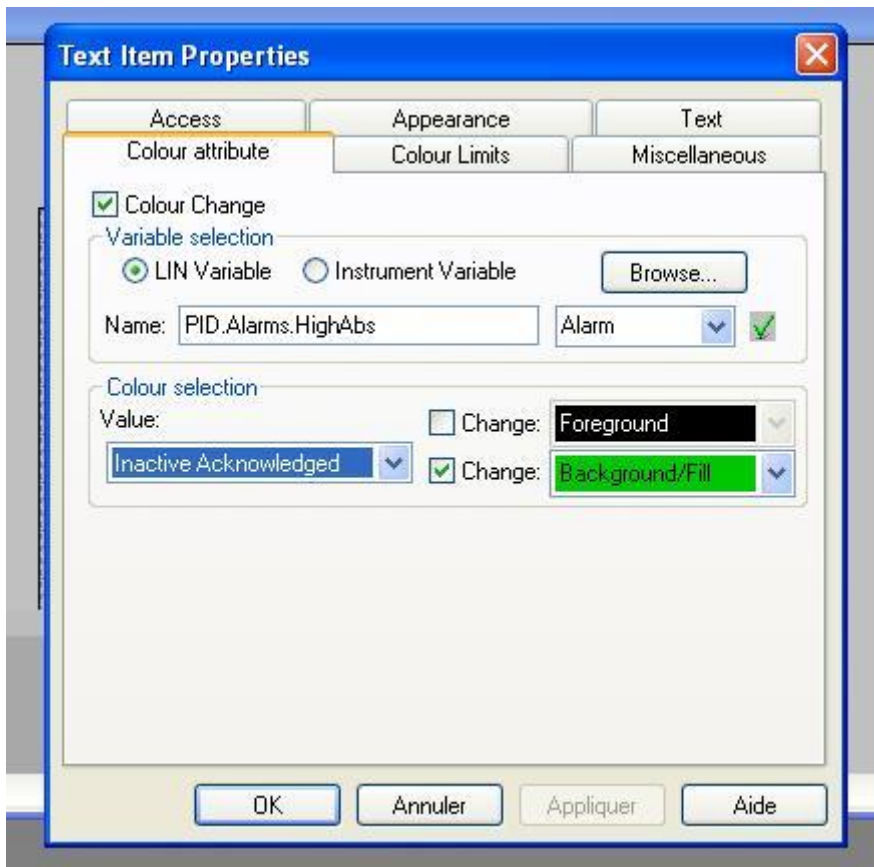 Text Item Properties
Access Appearance Text
Colour attribute Colour Limits Miscellaneous
Colour Change
Variable selection
LIN Variable Instrument Variable Browse...
Name: PID.Alarms.HighAbs Alarm
Colour selection
Value: Change: Foreground
Inactive Acknowledged Change: Background/Fill
OK Annuler Appliquer Aide